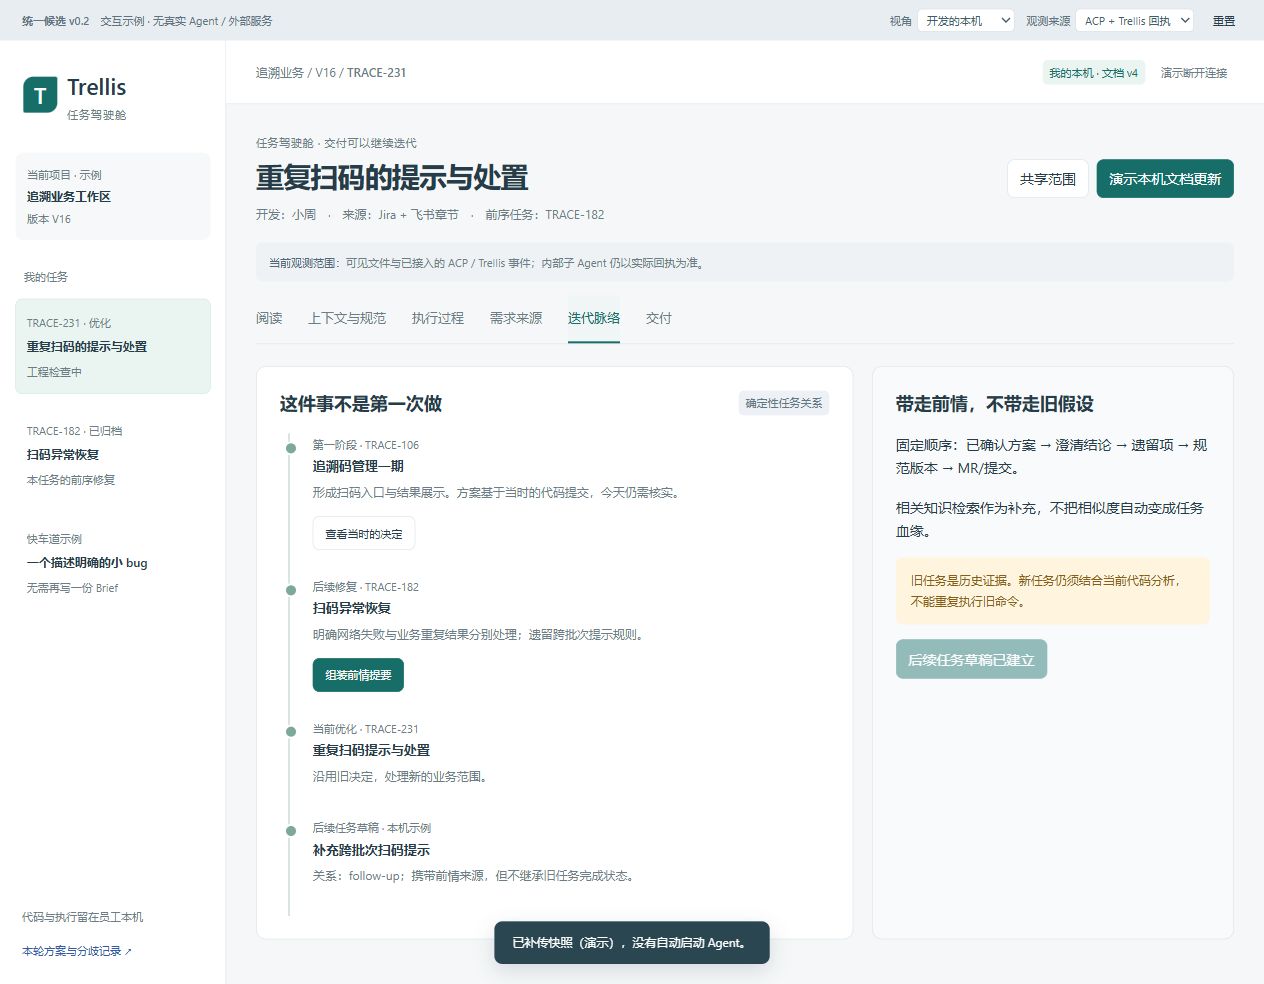 统一候选 v0.2 交互示例 · 无真实 Agent / 外部服务
视角 开发的本机 观测来源 ACP + Trellis 回执 重置
T Trellis
任务驾驶舱
当前项目 · 示例
追溯业务工作区
版本 V16
我的任务
TRACE-231 · 优化
重复扫码的提示与处置
工程检查中
TRACE-182 · 已归档
扫码异常恢复
本任务的前序修复
快车道示例
一个描述明确的小 bug
无需再写一份 Brief
代码与执行留在员工本机
本轮方案与分歧记录 ↗
追溯业务 / V16 / TRACE-231
我的本机 · 文档 v4 演示断开连接
任务驾驶舱 · 交付可以继续迭代
重复扫码的提示与处置
共享范围 演示本机文档更新
开发：小周 · 来源：Jira + 飞书章节 · 前序任务：TRACE-182
当前观测范围：可见文件与已接入的 ACP / Trellis 事件；内部子 Agent 仍以实际回执为准。
阅读 上下文与规范 执行过程 需求来源 迭代脉络 交付
这件事不是第一次做 确定性任务关系
第一阶段 · TRACE-106
追溯码管理一期
形成扫码入口与结果展示。方案基于当时的代码提交，今天仍需核实。
查看当时的决定
后续修复 · TRACE-182
扫码异常恢复
明确网络失败与业务重复结果分别处理；遗留跨批次提示规则。
组装前情提要
当前优化 · TRACE-231
重复扫码提示与处置
沿用旧决定，处理新的业务范围。
后续任务草稿 · 本机示例
补充跨批次扫码提示
关系：follow-up；携带前情来源，但不继承旧任务完成状态。
带走前情，不带走旧假设
固定顺序：已确认方案 → 澄清结论 → 遗留项 → 规
范版本 → MR/提交。
相关知识检索作为补充，不把相似度自动变成任务
血缘。
旧任务是历史证据。新任务仍须结合当前代码分析，
不能重复执行旧命令。
后续任务草稿已建立
已补传快照（演示），没有自动启动 Agent。